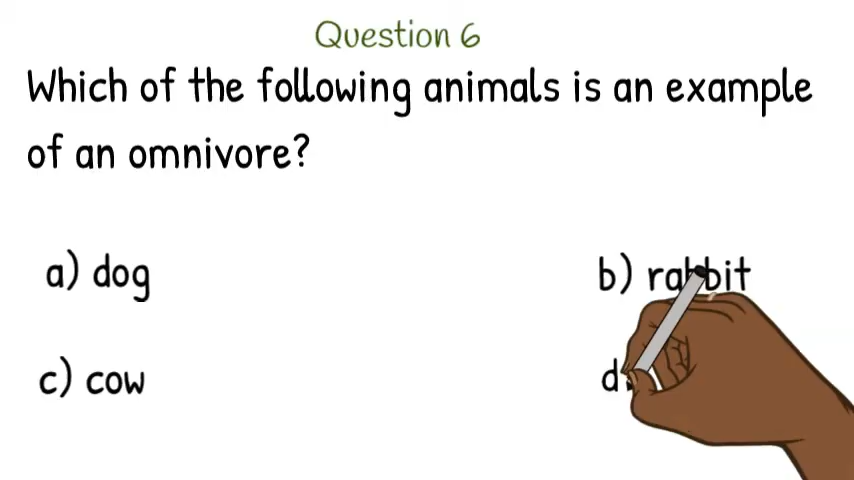 Question 6
Which of the following animals is an example
of an omnivore?
a) dog
b) rabbit
c) cow